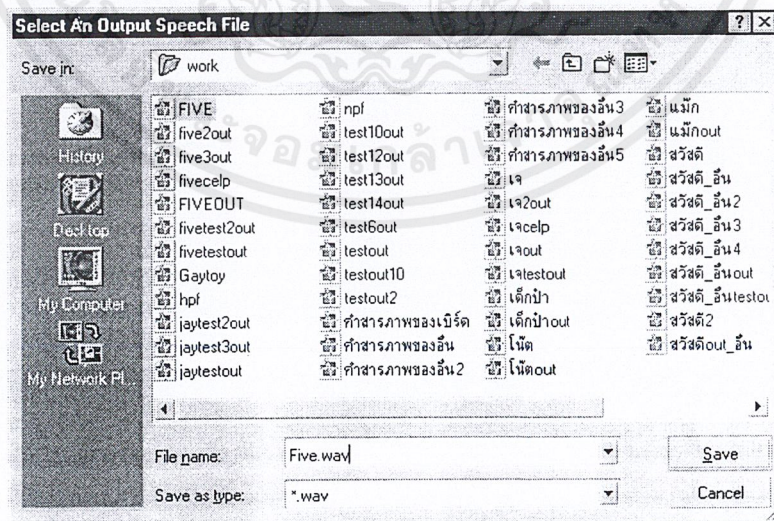 Select An Output Speech File
Save in:
work
History
Desktop
My Computer
My Network Pl...
FIVE
five2out
five3out
fivecelp
FIVEOUT
fivetest2out
fivetestout
Gaytoy
hpf
jaytest2out
jaytest3out
jaytestout
npf
test10out
test12out
test13out
test14out
test6out
testout
testout10
testout2
คำสารภาพของเบิร์ด
คำสารภาพของอึ๋น
คำสารภาพของอึ๋น2
คำสารภาพของอึ๋น3
คำสารภาพของอึ๋น4
คำสารภาพของอึ๋น5
เจ
เจ2out
เจcelp
เจout
เจtestout
เด็กป่า
เด็กป่าout
โน๊ต
โน๊ตout
แม๊ก
แม๊กout
สวัสดี
สวัสดี_อึ๋น
สวัสดี_อึ๋น2
สวัสดี_อึ๋น3
สวัสดี_อึ๋น4
สวัสดี_อึ๋นout
สวัสดี_อึ๋นtestou
สวัสดี2
สวัสดีout_อึ๋น
File name:
Five.wav
Save
Save as type:
*.wav
Cancel